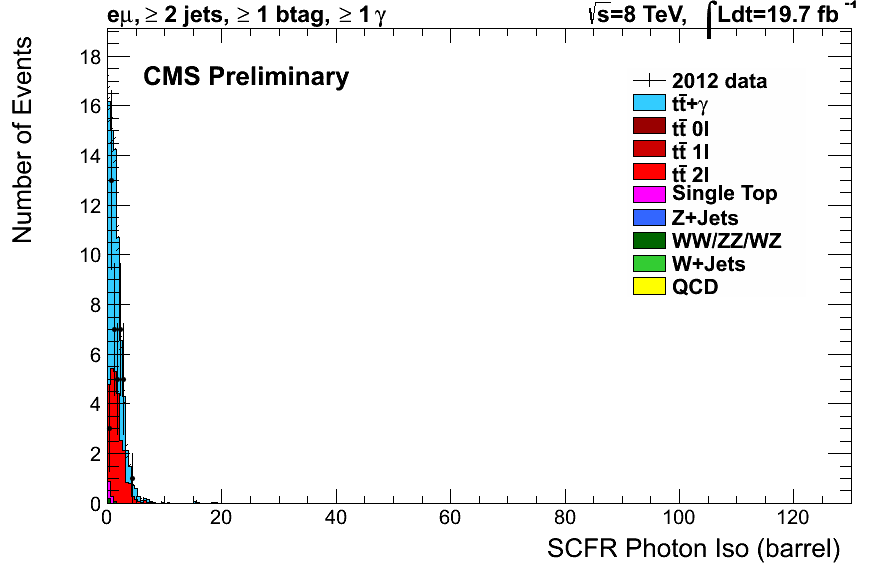 eμ, ≥ 2 jets, ≥ 1 btag, ≥ 1 γ
√s=8 TeV, ∫Ldt=19.7 fb⁻¹
CMS Preliminary
Number of Events
18
16
14
12
10
8
6
4
2
0
2012 data
tt̄+γ
tt̄ 0l
tt̄ 1l
tt̄ 2l
Single Top
Z+Jets
WW/ZZ/WZ
W+Jets
QCD
0 20 40 60 80 100 120
SCFR Photon Iso (barrel)